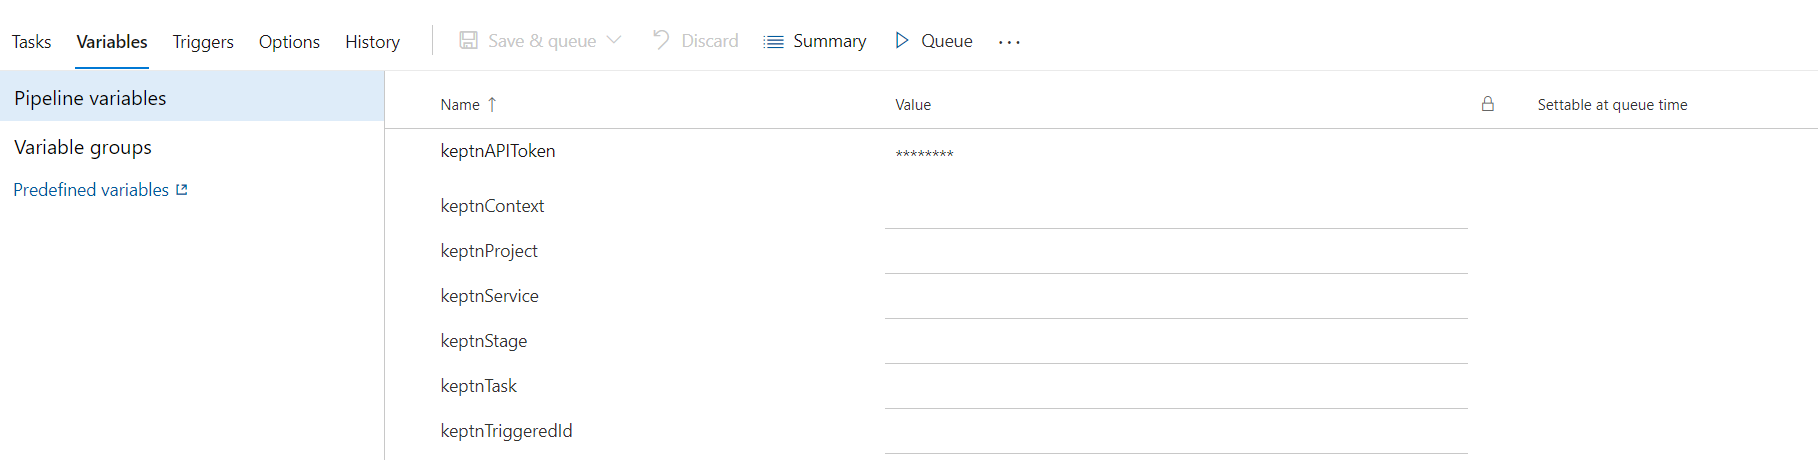 Tasks Variables Triggers Options History Save & queue Discard Summary Queue ...
Pipeline variables
Variable groups
Predefined variables
Name ↑ Value Settable at queue time
keptnAPIToken ********
keptnContext
keptnProject
keptnService
keptnStage
keptnTask
keptnTriggeredId